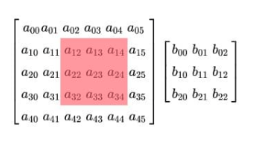 a00 a01 a02 a03 a04 a05
a10 a11 a12 a13 a14 a15 b00 b01 b02
a20 a21 a22 a23 a24 a25 b10 b11 b12
a30 a31 a32 a33 a34 a35 b20 b21 b22
a40 a41 a42 a43 a44 a45